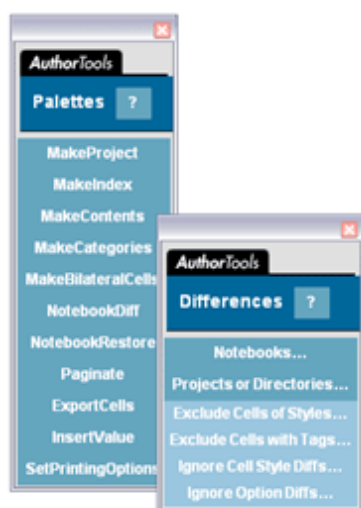 AuthorTools
Palettes ?
MakeProject
MakeIndex
MakeContents
MakeCategories
MakeBilateralCells
NotebookDiff
NotebookRestore
Paginate
ExportCells
InsertValue
SetPrintingOptions
AuthorTools
Differences ?
Notebooks...
Projects or Directories...
Exclude Cells of Styles...
Exclude Cells with Tags...
Ignore Cell Style Diffs...
Ignore Option Diffs...